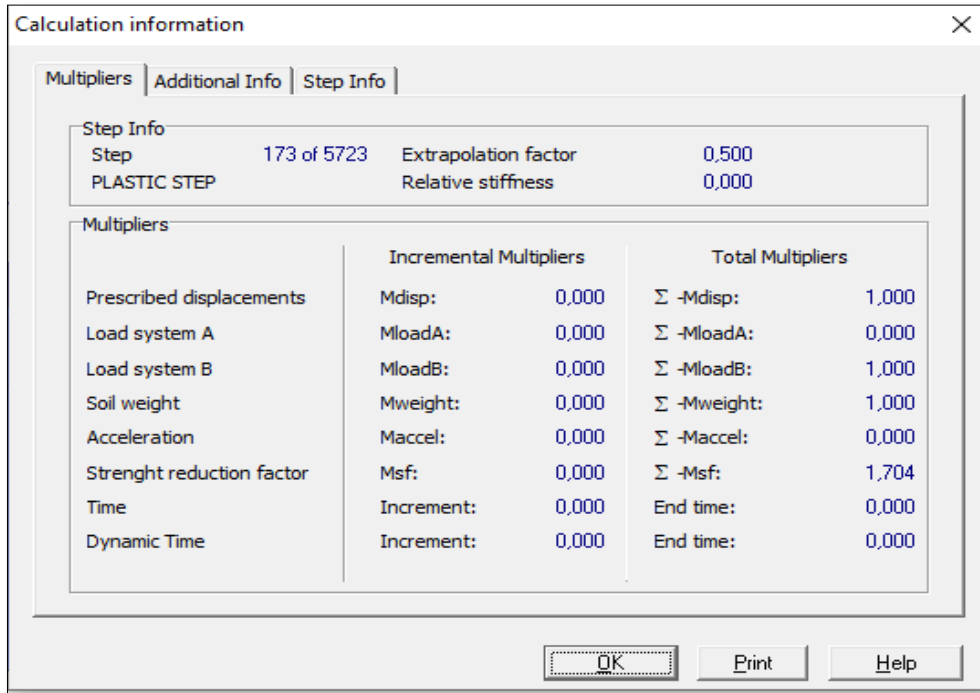 Calculation information
Multipliers Additional Info Step Info
Step Info
Step 173 of 5723 Extrapolation factor 0,500
PLASTIC STEP Relative stiffness 0,000
Multipliers
Incremental Multipliers Total Multipliers
Prescribed displacements Mdisp: 0,000 Σ -Mdisp: 1,000
Load system A MloadA: 0,000 Σ -MloadA: 0,000
Load system B MloadB: 0,000 Σ -MloadB: 1,000
Soil weight Mweight: 0,000 Σ -Mweight: 1,000
Acceleration Maccel: 0,000 Σ -Maccel: 0,000
Strenght reduction factor Msf: 0,000 Σ -Msf: 1,704
Time Increment: 0,000 End time: 0,000
Dynamic Time Increment: 0,000 End time: 0,000
OK Print Help